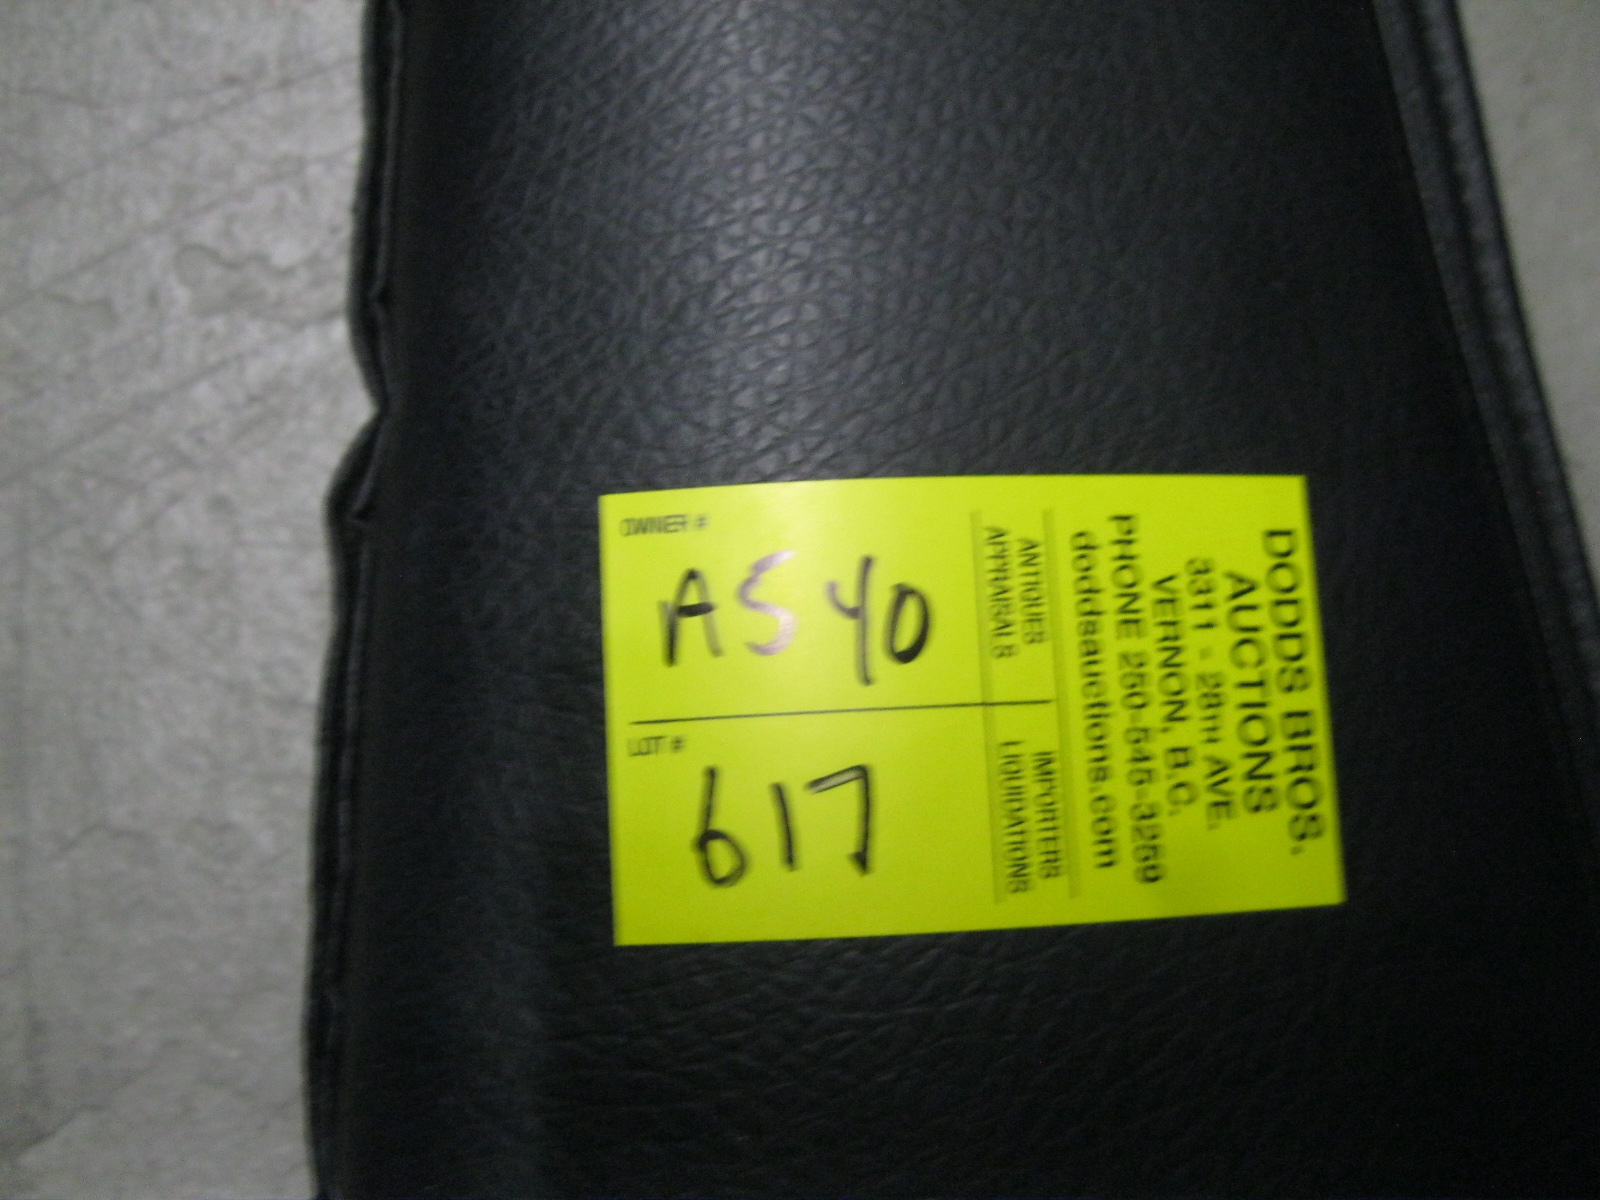 OWNER #
A540
LOT #
617
ANTIQUES
APPRAISALS
IMPORTERS
LIQUIDATIONS
DODDS BROS.
AUCTIONS
3311 - 28TH AVE.
VERNON, B.C.
PHONE 250-545-3259
doddsauctions.com